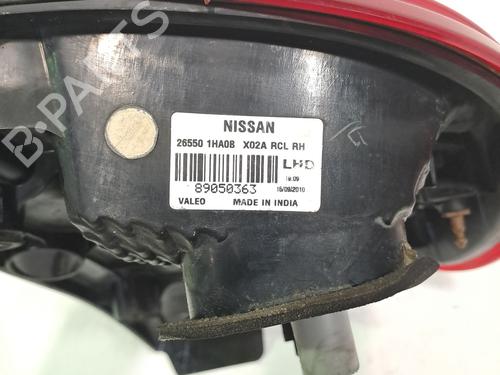 B-PARTS
NISSAN
26550 1HA0B X02A RCL RH
LHD
89050363
15/09/2010
VALEO MADE IN INDIA